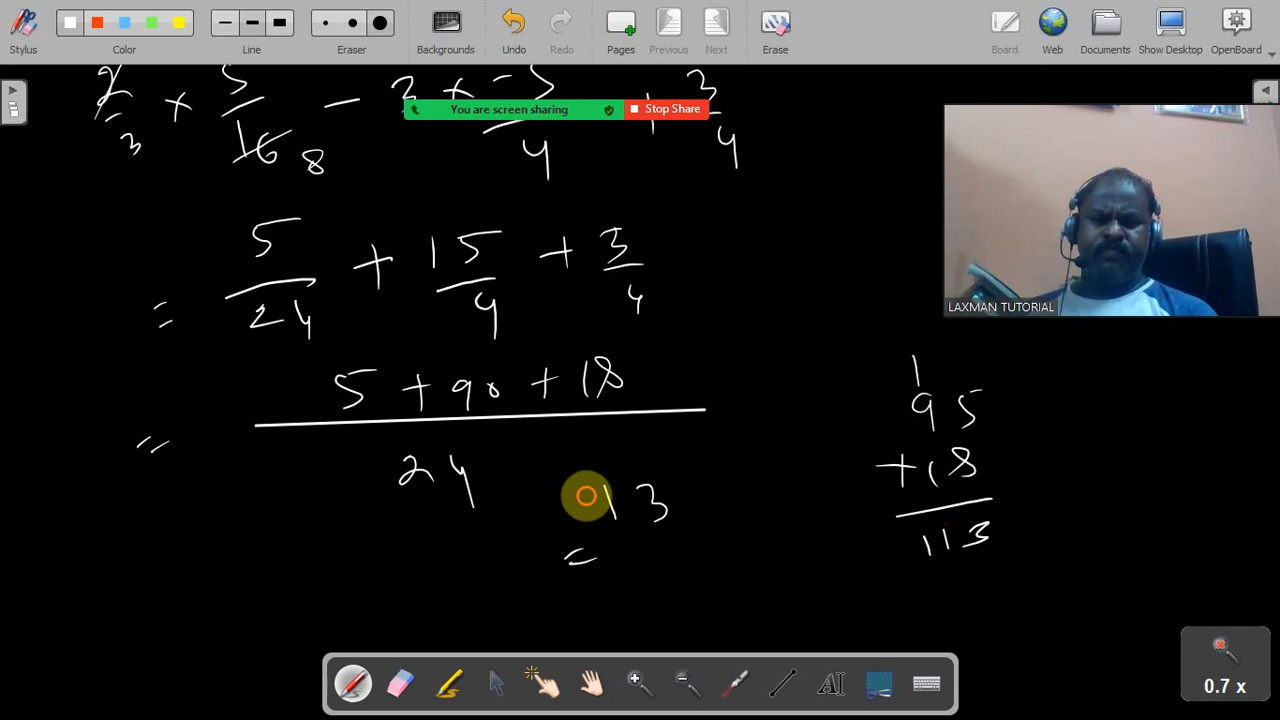 Stylus Color Line Eraser Backgrounds Undo Redo Pages Previous Next Erase Board Web Documents Show Desktop OpenBoard
You are screen sharing Stop Share
2/3 × 5/16 8 - 3 × -5/4 + 3/4
= 5/24 + 15/4 + 3/4
= 5 + 90 + 18 / 24
= 13
1
95
+18
113
LAXMAN TUTORIAL
0.7 x